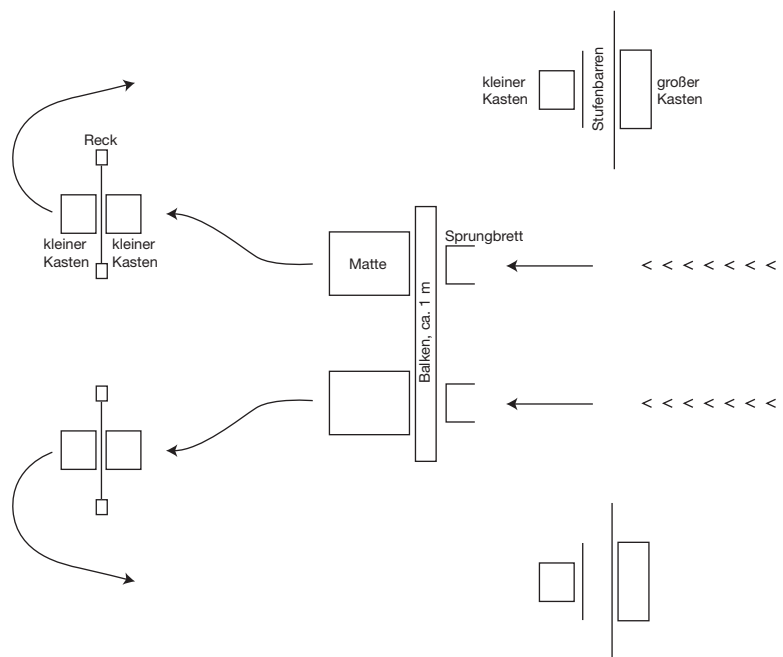 kleiner
Kasten
Stufenbarren
großer
Kasten
Reck
kleiner
Kasten
kleiner
Kasten
Matte
Balken, ca. 1 m
Sprungbrett